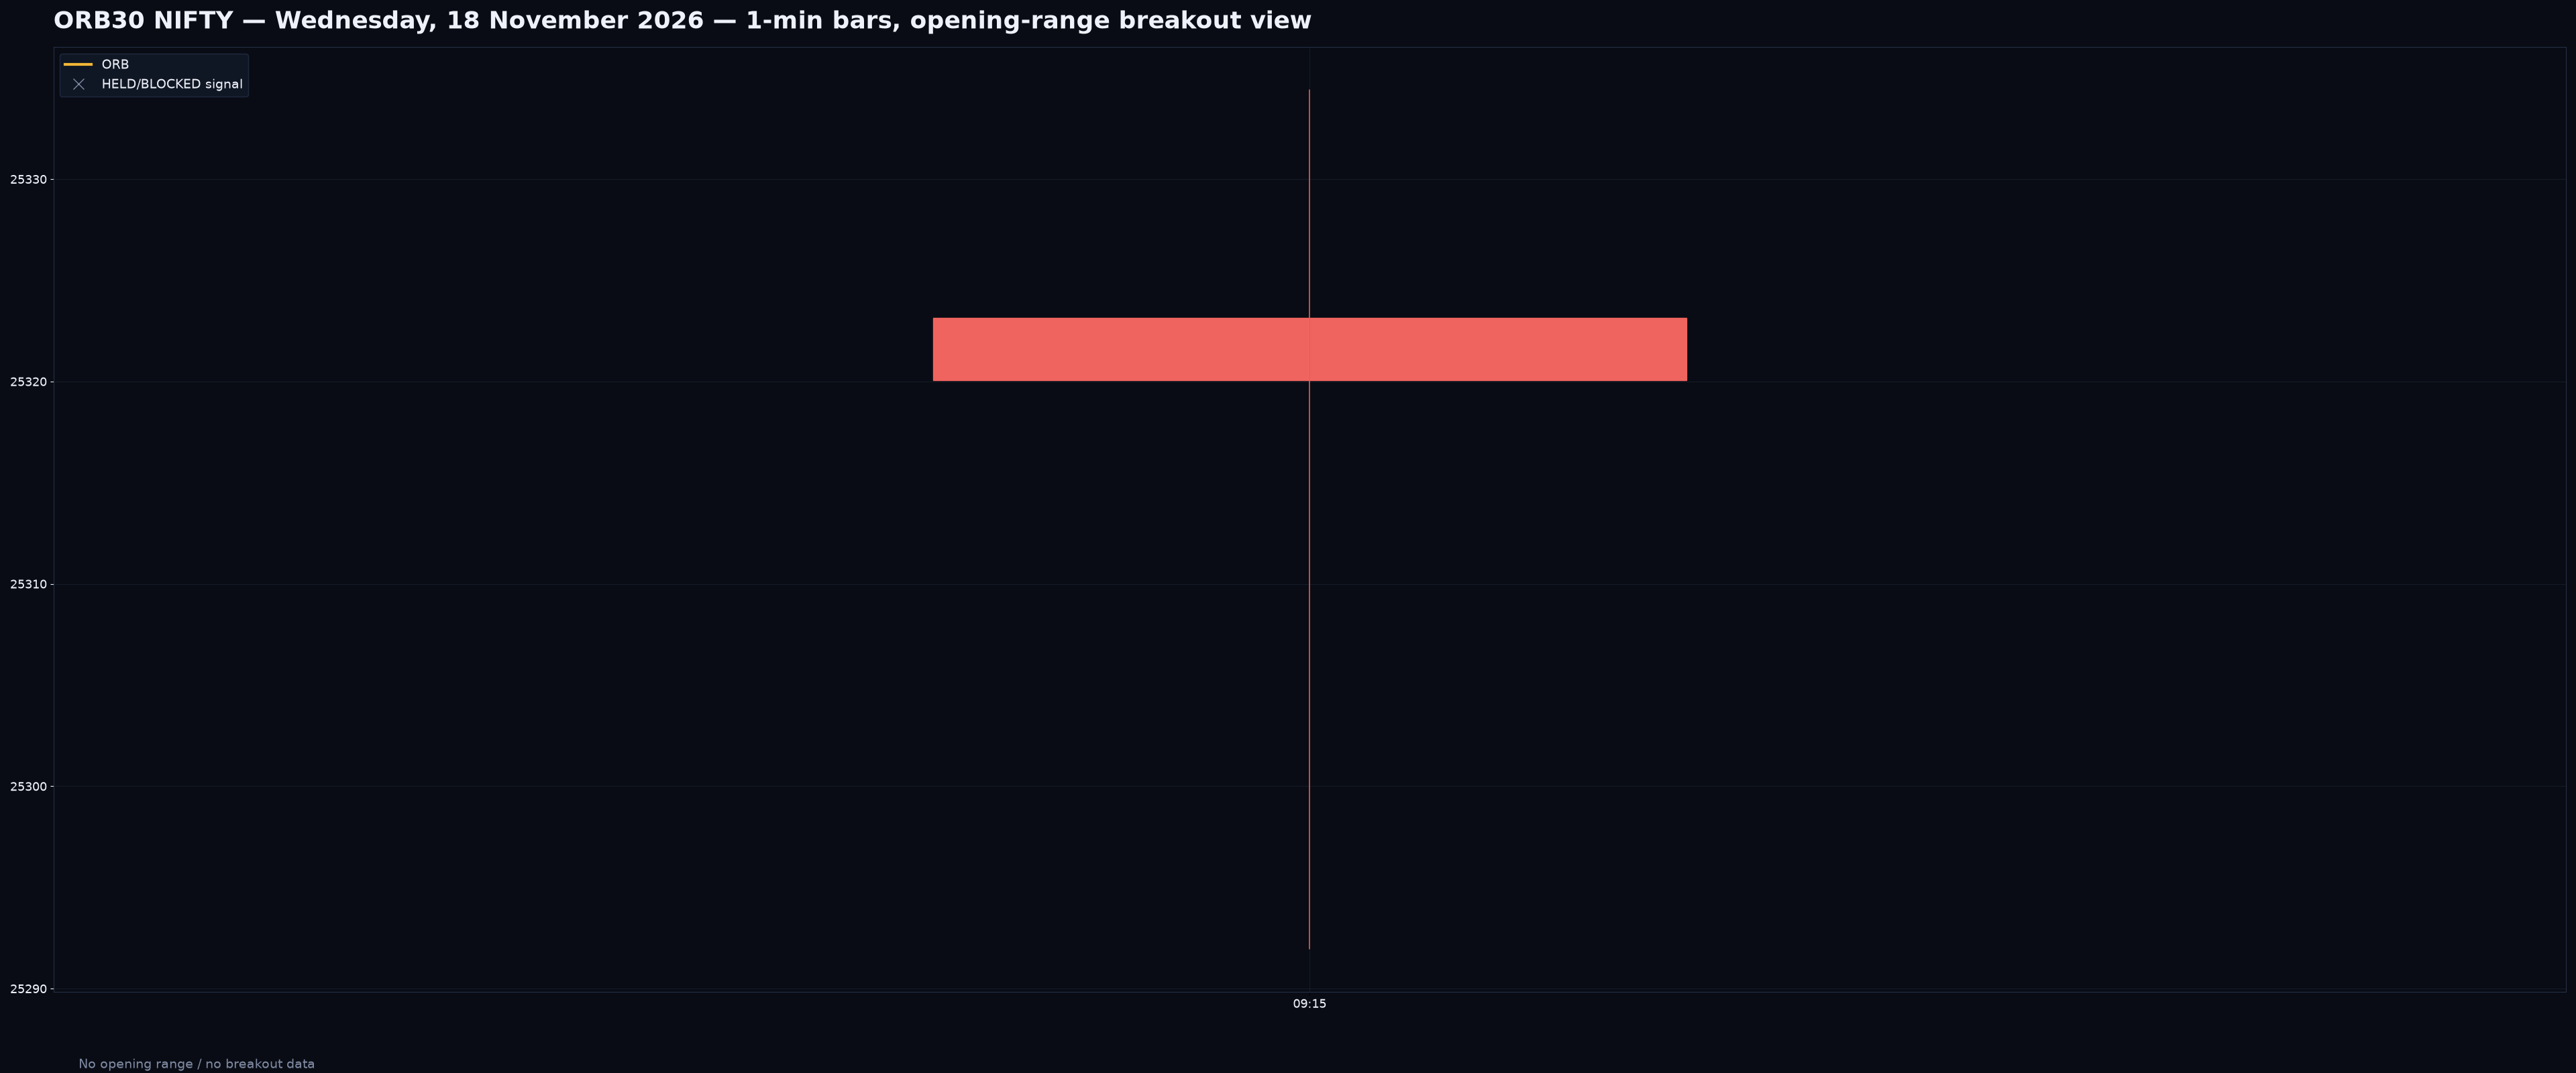 ORB30 NIFTY — Wednesday, 18 November 2026 — 1-min bars, opening-range breakout view
ORB
HELD/BLOCKED signal
25330
25320
25310
25300
25290
09:15
No opening range / no breakout data